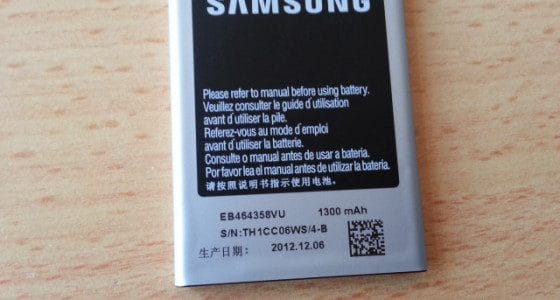 SAMSUNG
Please refer to manual before using battery.
Veuillez consulter le guide d'utilisation
avant d'utiliser la pile.
Referez-vous au mode d'emploi
avant d'utiliser la batterie.
Consulte o manual antes de usar a bateria.
Por favor lea el manual antes de utilizar la batería.
请按照说明书指示使用电池。
EB464358VU 1300 mAh
S/N:TH1CC06WS/4-B
生产日期: 2012.12.06